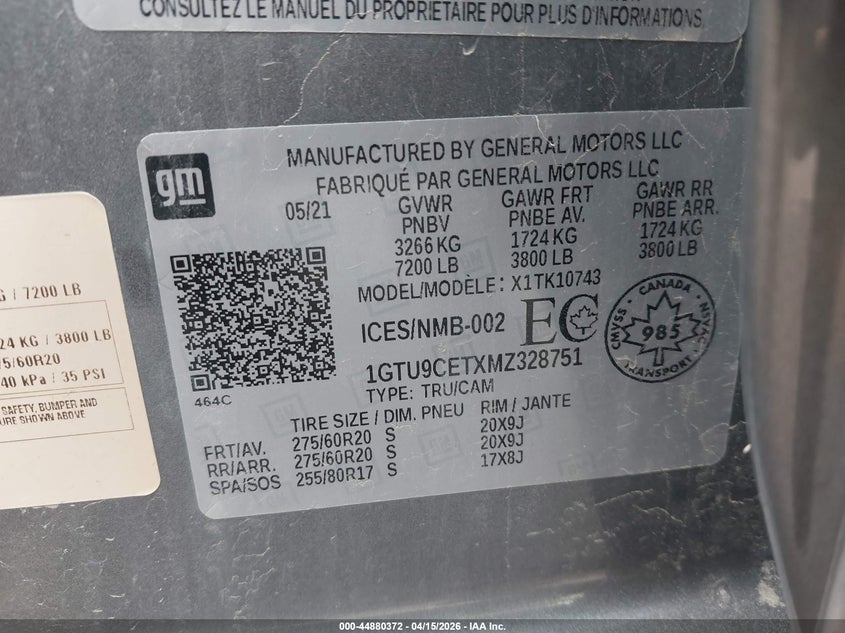 CONSULTEZ LE MANUEL DU PROPRIETAIRE POUR PLUS D'INFORMATIONS.
gm
MANUFACTURED BY GENERAL MOTORS LLC
FABRIQUÉ PAR GENERAL MOTORS LLC
05/21
GVWR
PNBV
3266 KG
7200 LB
GAWR FRT
PNBE AV.
1724 KG
3800 LB
GAWR RR
PNBE ARR.
1724 KG
3800 LB
MODEL/MODÈLE: X1TK10743
ICES/NMB-002
EC
CANADA
985
TRANSPORT
CMVSS
NSVAC
1GTU9CETXMZ328751
TYPE: TRU/CAM
464C
TIRE SIZE / DIM. PNEU RIM / JANTE
FRT/AV. 275/60R20 S 20X9J
RR/ARR. 275/60R20 S 20X9J
SPA/SOS 255/80R17 S 17X8J
G / 7200 LB
24 KG / 3800 LB
75/60R20
40 kPa / 35 PSI
SAFETY, BUMPER AND
URE SHOWN ABOVE
000-44880372 - 04/15/2026 - IAA Inc.